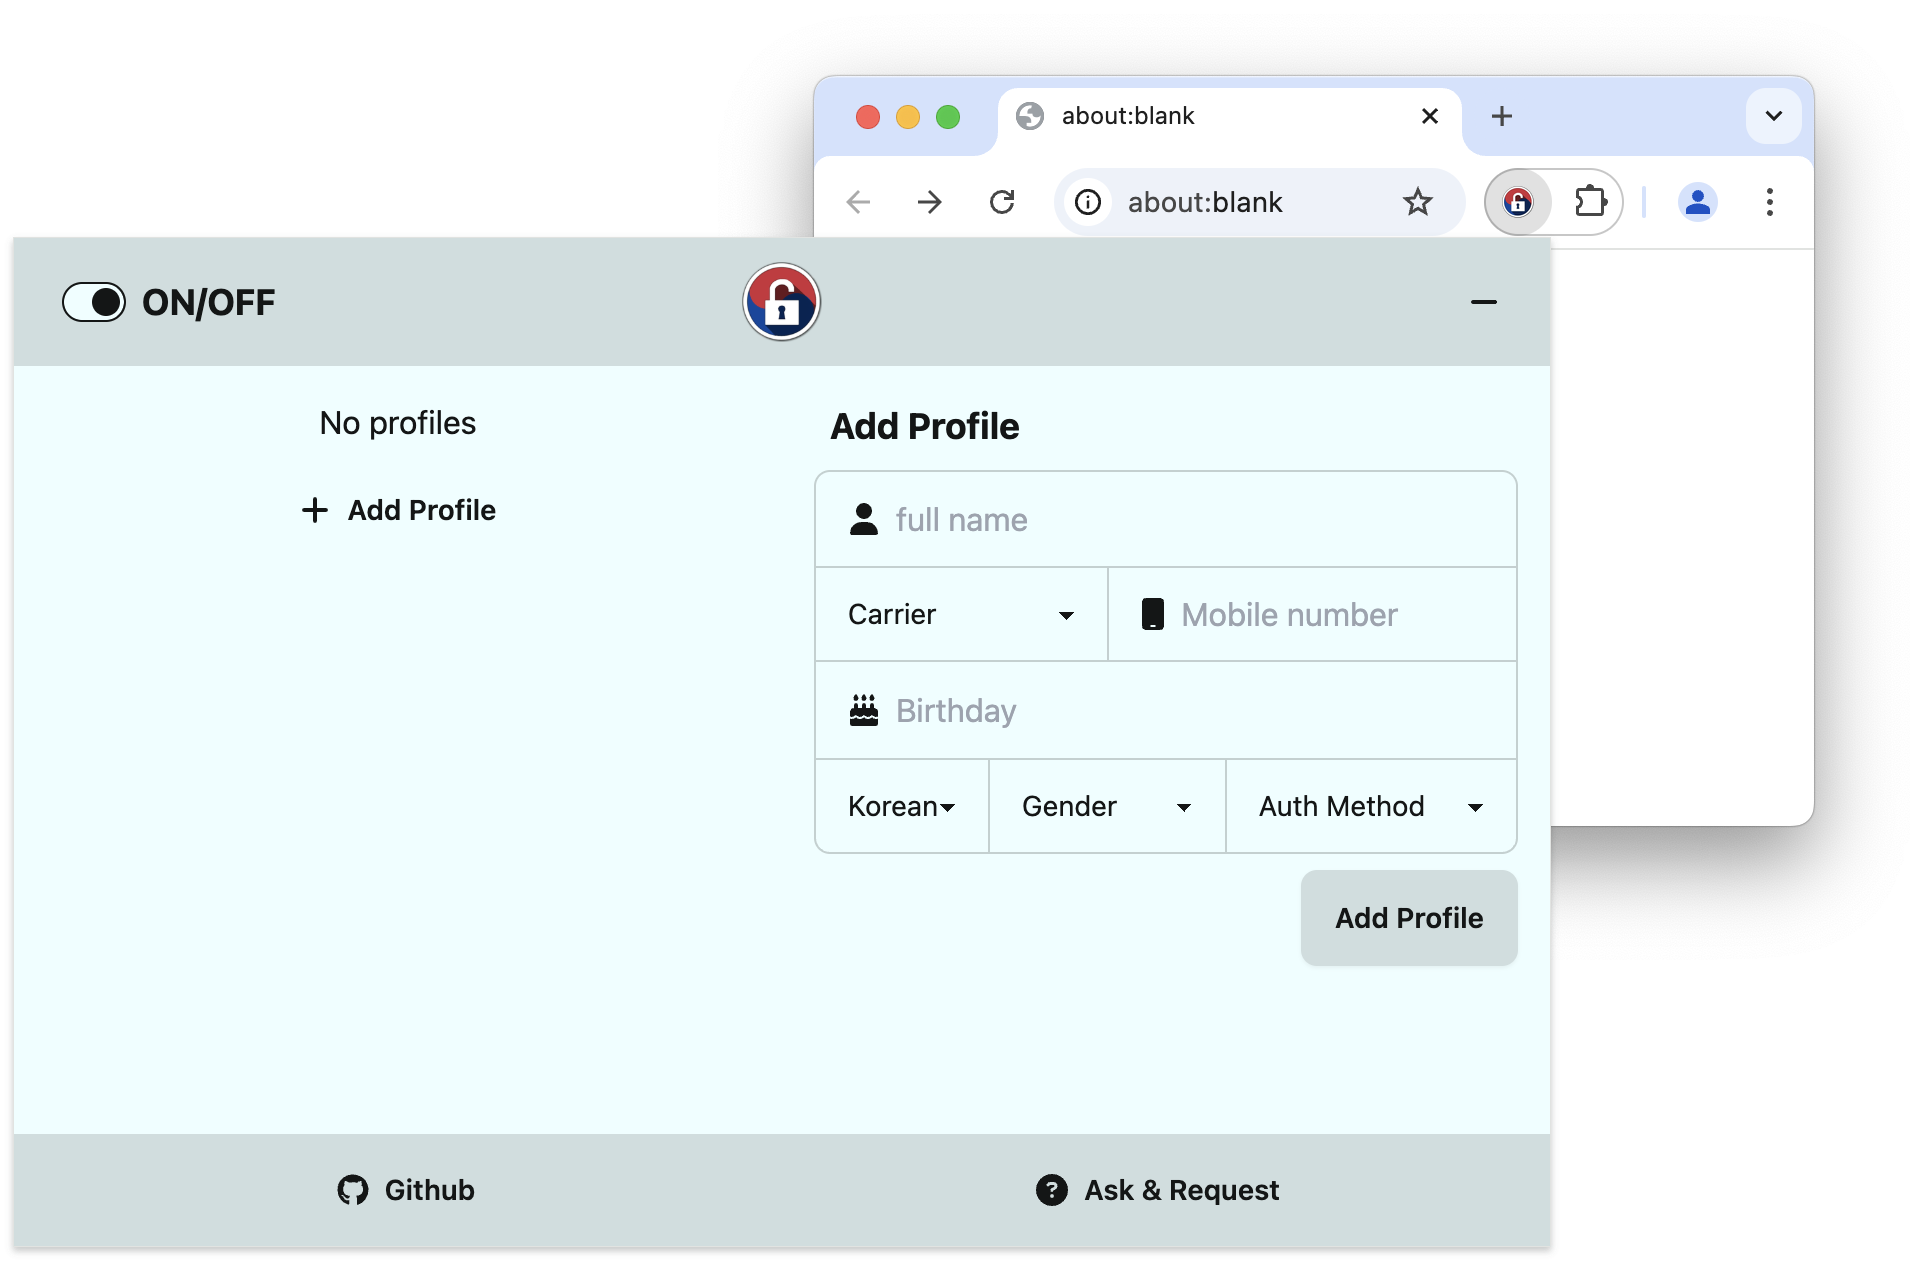 about:blank
about:blank
ON/OFF
No profiles
Add Profile
Add Profile
full name
Carrier
Mobile number
Birthday
Korean
Gender
Auth Method
Add Profile
Github
Ask & Request